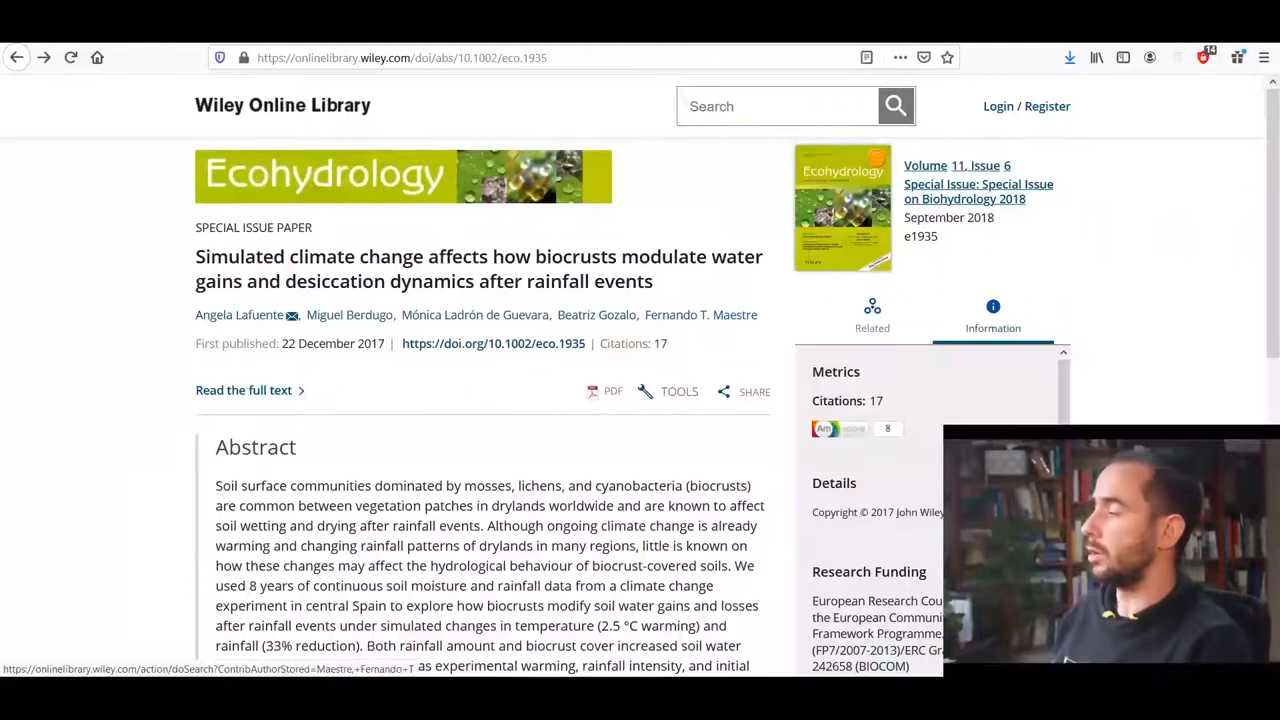 https://onlinelibrary.wiley.com/doi/abs/10.1002/eco.1935
14
Wiley Online Library
Search
Login / Register
Ecohydrology
Ecohydrology
Volume 11, Issue 6
Special Issue: Special Issue
on Biohydrology 2018
September 2018
e1935
SPECIAL ISSUE PAPER
Simulated climate change affects how biocrusts modulate water
gains and desiccation dynamics after rainfall events
Angela Lafuente, Miguel Berdugo, Mónica Ladrón de Guevara, Beatriz Gozalo, Fernando T. Maestre
First published: 22 December 2017 | https://doi.org/10.1002/eco.1935 | Citations: 17
Read the full text
PDF
TOOLS
SHARE
Related
Information
Metrics
Citations: 17
Am
8
Details
Copyright © 2017 John Wiley
Research Funding
European Research Cou
the European Communi
Framework Programme.
(FP7/2007-2013)/ERC Gra
242658 (BIOCOM)
Abstract
Soil surface communities dominated by mosses, lichens, and cyanobacteria (biocrusts)
are common between vegetation patches in drylands worldwide and are known to affect
soil wetting and drying after rainfall events. Although ongoing climate change is already
warming and changing rainfall patterns of drylands in many regions, little is known on
how these changes may affect the hydrological behaviour of biocrust-covered soils. We
used 8 years of continuous soil moisture and rainfall data from a climate change
experiment in central Spain to explore how biocrusts modify soil water gains and losses
after rainfall events under simulated changes in temperature (2.5 °C warming) and
rainfall (33% reduction). Both rainfall amount and biocrust cover increased soil water
as experimental warming, rainfall intensity, and initial
https://onlinelibrary.wiley.com/action/doSearch?ContribAuthorStored=Maestre,+Fernando+T